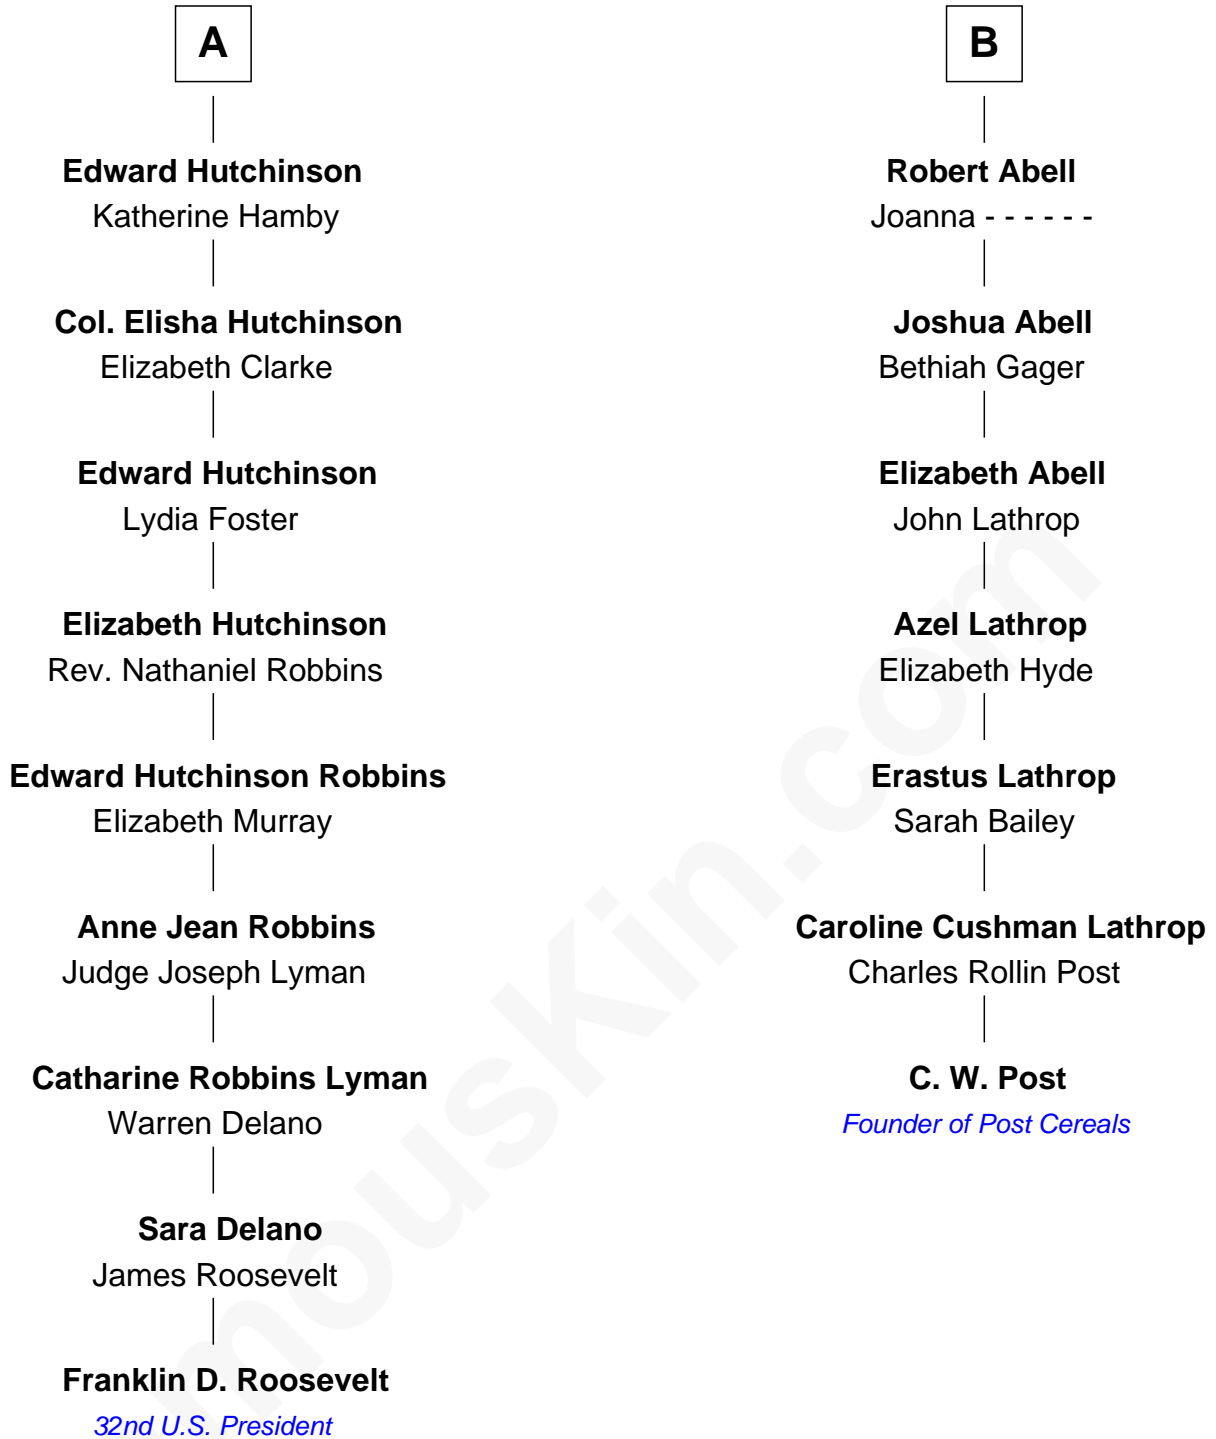 A
Edward Hutchinson
Katherine Hamby
Col. Elisha Hutchinson
Elizabeth Clarke
Edward Hutchinson
Lydia Foster
Elizabeth Hutchinson
Rev. Nathaniel Robbins
Edward Hutchinson Robbins
Elizabeth Murray
Anne Jean Robbins
Judge Joseph Lyman
Catharine Robbins Lyman
Warren Delano
Sara Delano
James Roosevelt
Franklin D. Roosevelt
32nd U.S. President
B
Robert Abell
Joanna - - - - - -
Joshua Abell
Bethiah Gager
Elizabeth Abell
John Lathrop
Azel Lathrop
Elizabeth Hyde
Erastus Lathrop
Sarah Bailey
Caroline Cushman Lathrop
Charles Rollin Post
C. W. Post
Founder of Post Cereals
mouskin.com